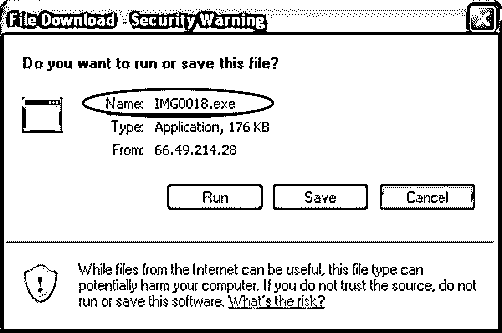 File Download - Security Warning
Do you want to run or save this file?
Name: IMG0018.exe
Type: Application, 176 KB
From: 66.49.214.28
Run
Save
Cancel
While files from the Internet can be useful, this file type can
potentially harm your computer. If you do not trust the source, do not
run or save this software. What's the risk?